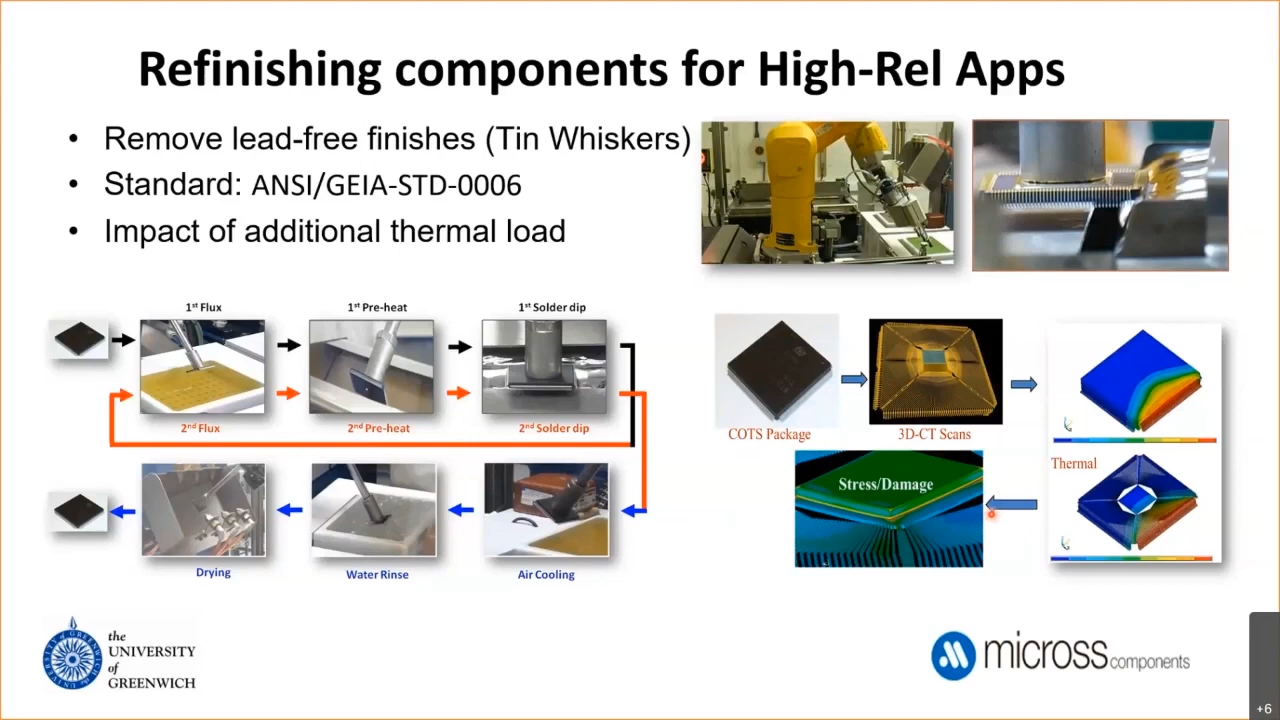 Refinishing components for High-Rel Apps
• Remove lead-free finishes (Tin Whiskers)
• Standard: ANSI/GEIA-STD-0006
• Impact of additional thermal load
1st Flux
1st Pre-heat
1st Solder dip
2nd Flux
2nd Pre-heat
2nd Solder dip
Drying
Water Rinse
Air Cooling
COTS Package
3D-CT Scans
Thermal
Stress/Damage
the
UNIVERSITY
of
GREENWICH
micross components
+6